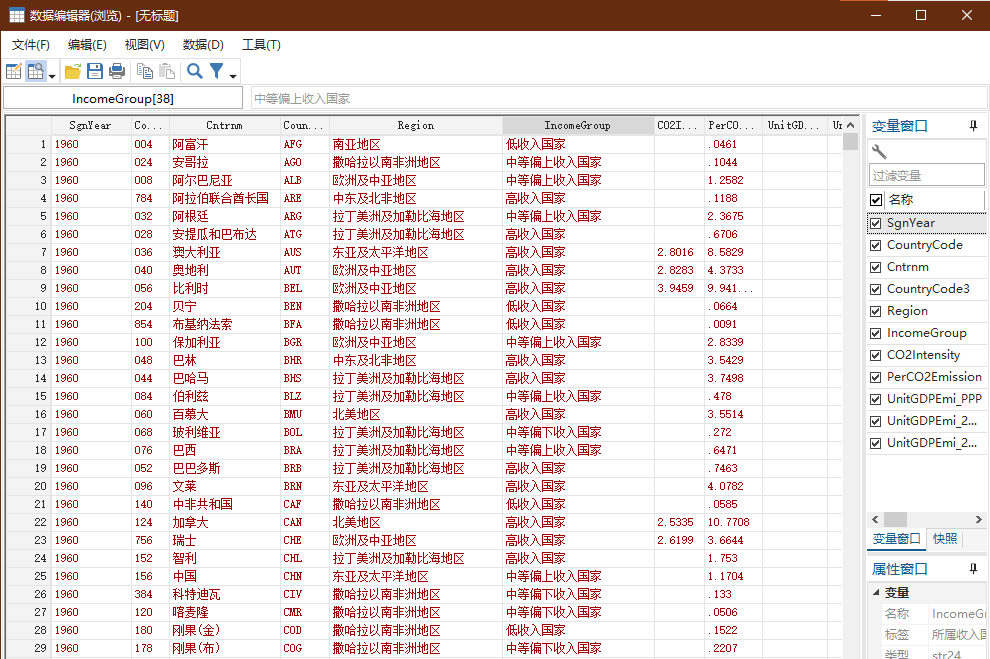 数据编辑器(浏览) - [无标题]
文件(F) 编辑(E) 视图(V) 数据(D) 工具(T)
IncomeGroup[38] 中等偏上收入国家
SgnYear Co... Cntrnm Coun... Region IncomeGroup CO2I... PerCO... UnitGD... Un
1 1960 004 阿富汗 AFG 南亚地区 低收入国家 .0461
2 1960 024 安哥拉 AGO 撒哈拉以南非洲地区 中等偏上收入国家 .1044
3 1960 008 阿尔巴尼亚 ALB 欧洲及中亚地区 中等偏上收入国家 1.2582
4 1960 784 阿拉伯联合酋长国 ARE 中东及北非地区 高收入国家 .1188
5 1960 032 阿根廷 ARG 拉丁美洲及加勒比海地区 中等偏上收入国家 2.3675
6 1960 028 安提瓜和巴布达 ATG 拉丁美洲及加勒比海地区 高收入国家 .6706
7 1960 036 澳大利亚 AUS 东亚及太平洋地区 高收入国家 2.8016 8.5829
8 1960 040 奥地利 AUT 欧洲及中亚地区 高收入国家 2.8283 4.3733
9 1960 056 比利时 BEL 欧洲及中亚地区 高收入国家 3.9459 9.941...
10 1960 204 贝宁 BEN 撒哈拉以南非洲地区 低收入国家 .0664
11 1960 854 布基纳法索 BFA 撒哈拉以南非洲地区 低收入国家 .0091
12 1960 100 保加利亚 BGR 欧洲及中亚地区 中等偏上收入国家 2.8339
13 1960 048 巴林 BHR 中东及北非地区 高收入国家 3.5429
14 1960 044 巴哈马 BHS 拉丁美洲及加勒比海地区 高收入国家 3.7498
15 1960 084 伯利兹 BLZ 拉丁美洲及加勒比海地区 中等偏上收入国家 .478
16 1960 060 百慕大 BMU 北美地区 高收入国家 3.5514
17 1960 068 玻利维亚 BOL 拉丁美洲及加勒比海地区 中等偏下收入国家 .272
18 1960 076 巴西 BRA 拉丁美洲及加勒比海地区 中等偏上收入国家 .6471
19 1960 052 巴巴多斯 BRB 拉丁美洲及加勒比海地区 高收入国家 .7463
20 1960 096 文莱 BRN 东亚及太平洋地区 高收入国家 4.0782
21 1960 140 中非共和国 CAF 撒哈拉以南非洲地区 低收入国家 .0585
22 1960 124 加拿大 CAN 北美地区 高收入国家 2.5335 10.7708
23 1960 756 瑞士 CHE 欧洲及中亚地区 高收入国家 2.6199 3.6644
24 1960 152 智利 CHL 拉丁美洲及加勒比海地区 高收入国家 1.753
25 1960 156 中国 CHN 东亚及太平洋地区 中等偏上收入国家 1.1704
26 1960 384 科特迪瓦 CIV 撒哈拉以南非洲地区 中等偏下收入国家 .133
27 1960 120 喀麦隆 CMR 撒哈拉以南非洲地区 中等偏下收入国家 .0506
28 1960 180 刚果(金) COD 撒哈拉以南非洲地区 低收入国家 .1522
29 1960 178 刚果(布) COG 撒哈拉以南非洲地区 中等偏下收入国家 .2207
变量窗口
过滤变量
名称
SgnYear
CountryCode
Cntrnm
CountryCode3
Region
IncomeGroup
CO2Intensity
PerCO2Emission
UnitGDPEmi_PPP
UnitGDPEmi_2...
UnitGDPEmi_2...
变量窗口 快照
属性窗口
变量
名称 IncomeGr
标签 所属收入国
类型 str24